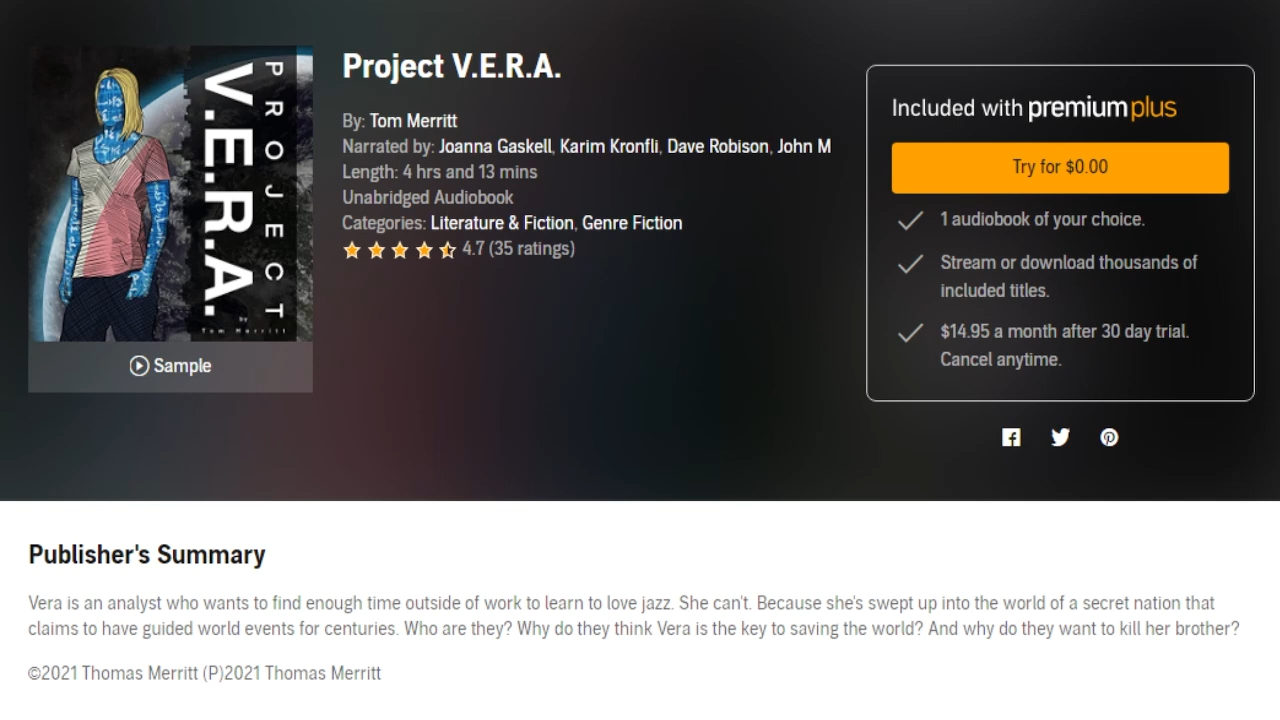 PROJECT
V.E.R.A.
by
Tom Merritt
Sample
Project V.E.R.A.
By: Tom Merritt
Narrated by: Joanna Gaskell, Karim Kronfli, Dave Robison, John M
Length: 4 hrs and 13 mins
Unabridged Audiobook
Categories: Literature & Fiction, Genre Fiction
4.7 (35 ratings)
Included with premium plus
Try for $0.00
1 audiobook of your choice.
Stream or download thousands of
included titles.
$14.95 a month after 30 day trial.
Cancel anytime.
Publisher's Summary
Vera is an analyst who wants to find enough time outside of work to learn to love jazz. She can't. Because she's swept up into the world of a secret nation that
claims to have guided world events for centuries. Who are they? Why do they think Vera is the key to saving the world? And why do they want to kill her brother?
©2021 Thomas Merritt (P)2021 Thomas Merritt